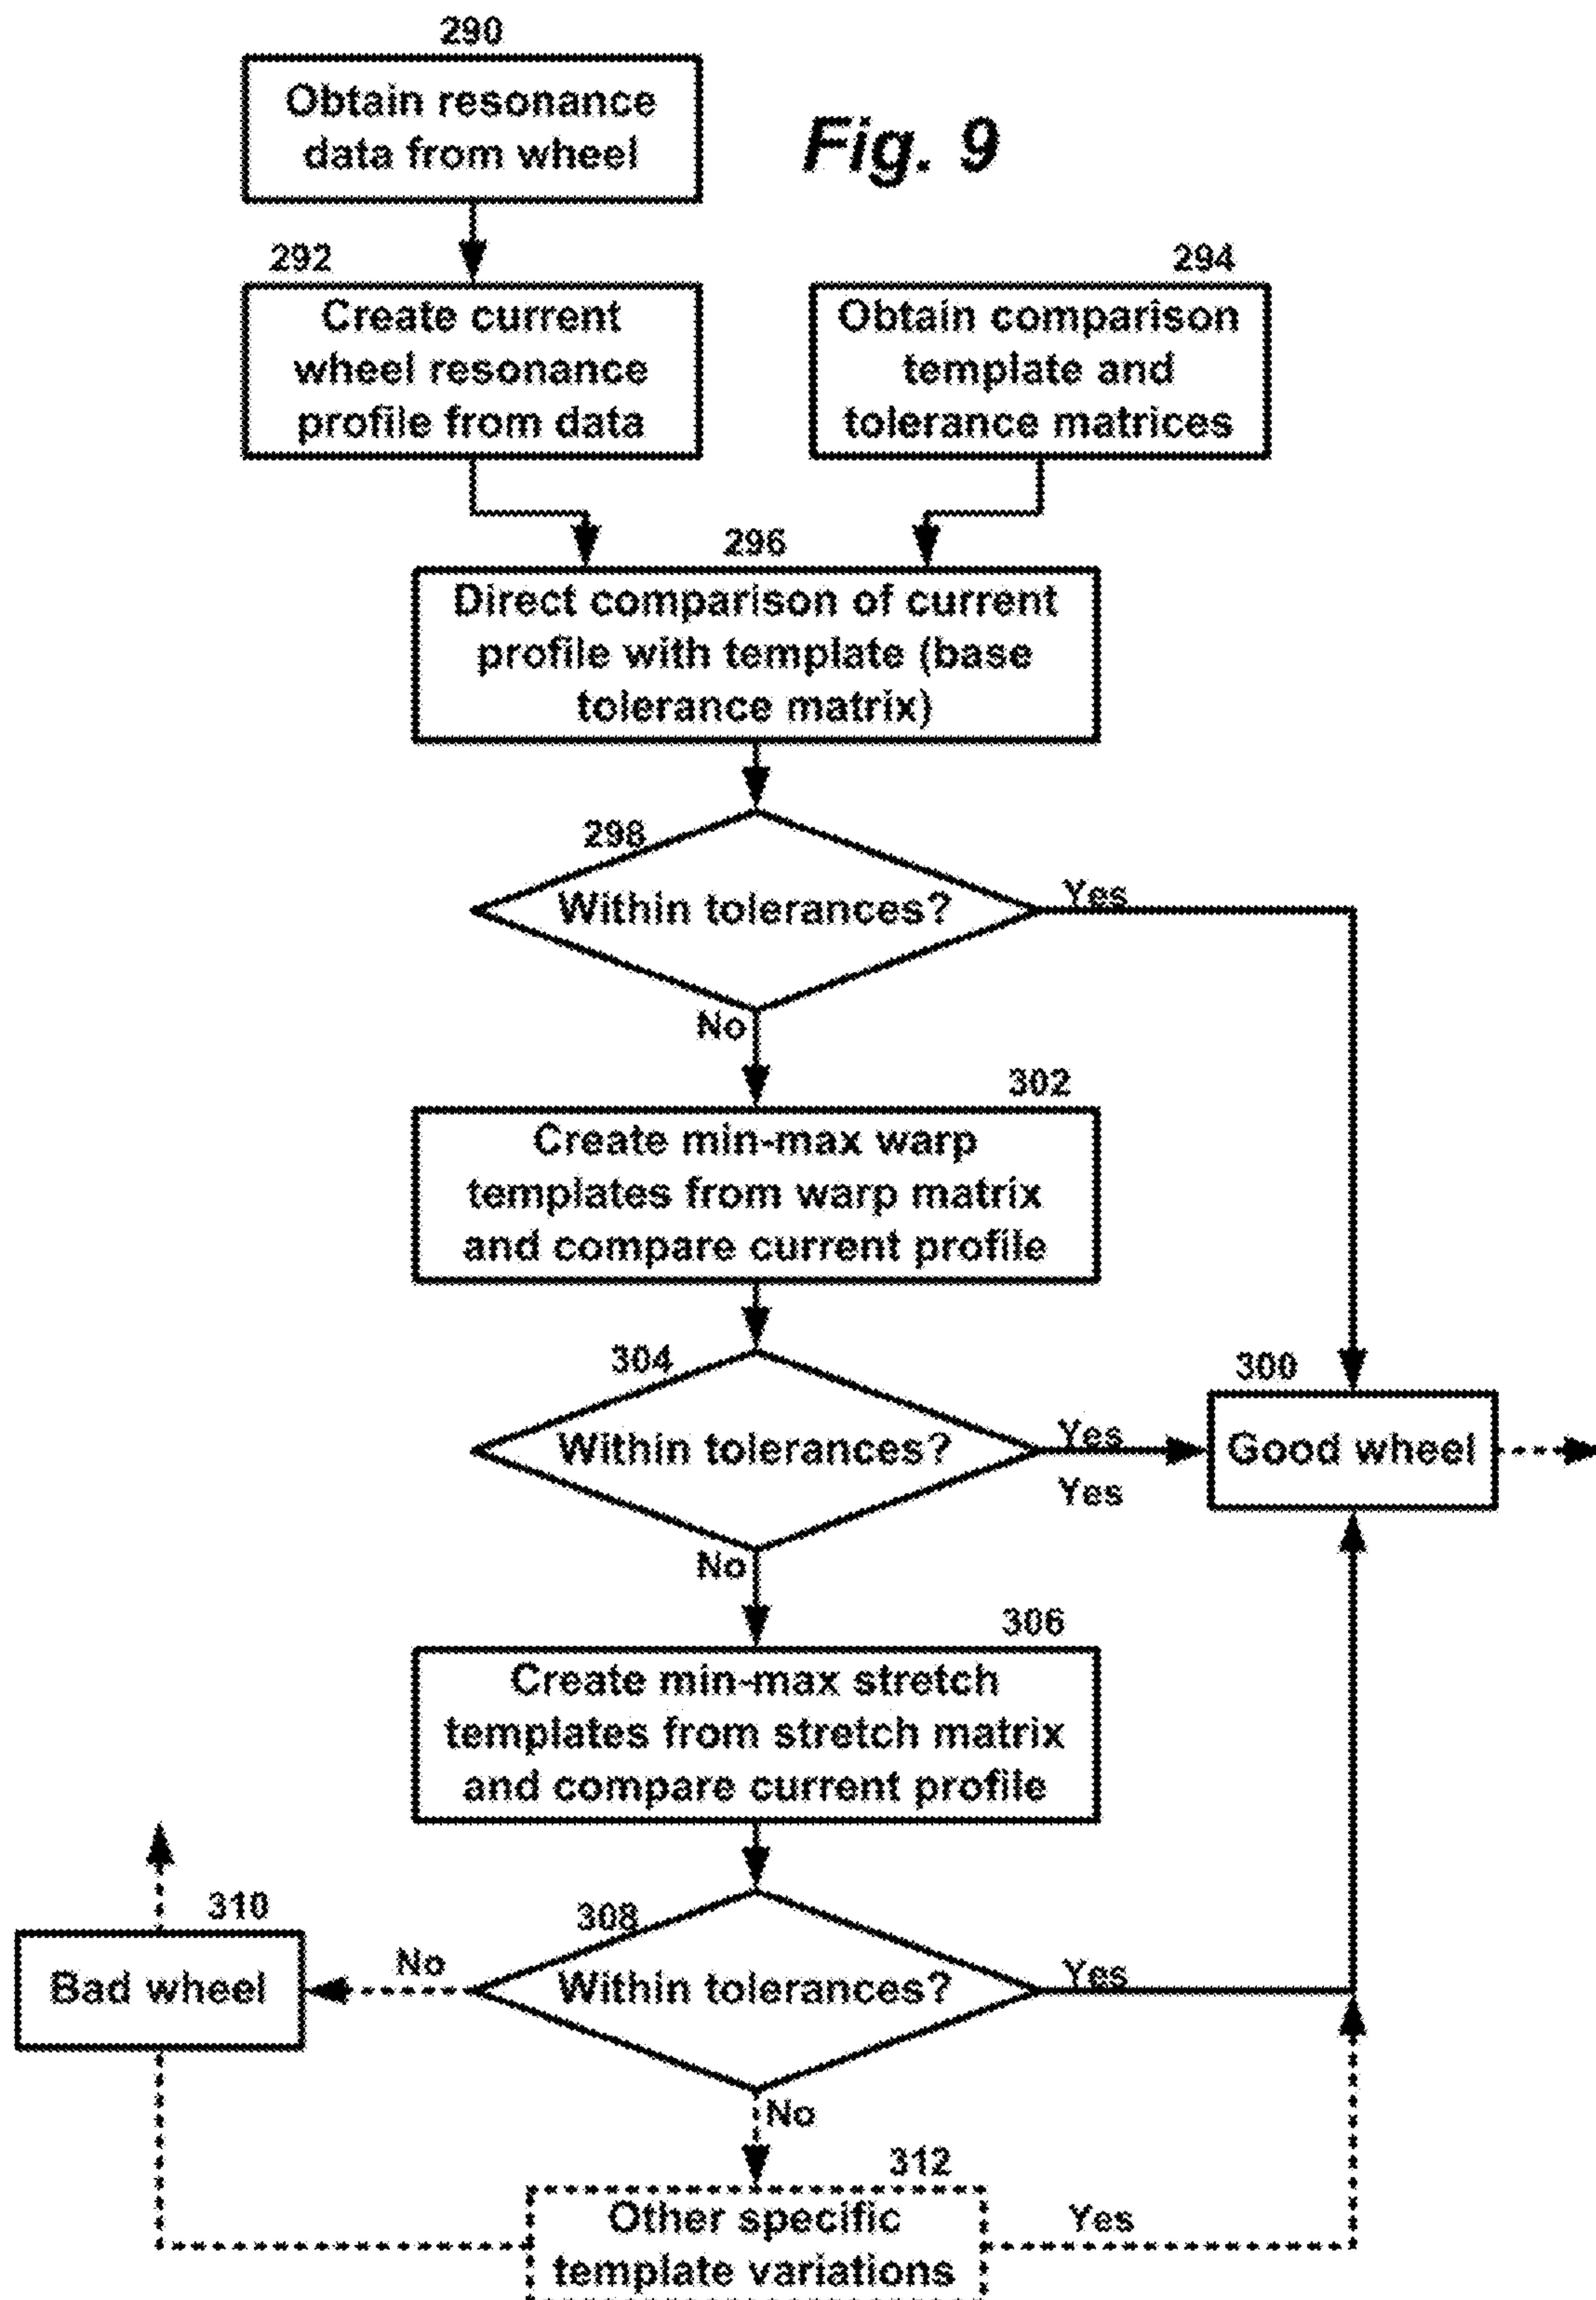 290
Obtain resonance
data from wheel
Fig. 9
292
Create current
wheel resonance
profile from data
294
Obtain comparison
template and
tolerance matrices
296
Direct comparison of current
profile with template (base
tolerance matrix)
298
Within tolerances?
Yes
No
302
Create min-max warp
templates from warp matrix
and compare current profile
304
Within tolerances?
Yes
Yes
300
Good wheel
No
306
Create min-max stretch
templates from stretch matrix
and compare current profile
310
Bad wheel
No
308
Within tolerances?
Yes
No
312
Other specific
template variations
Yes